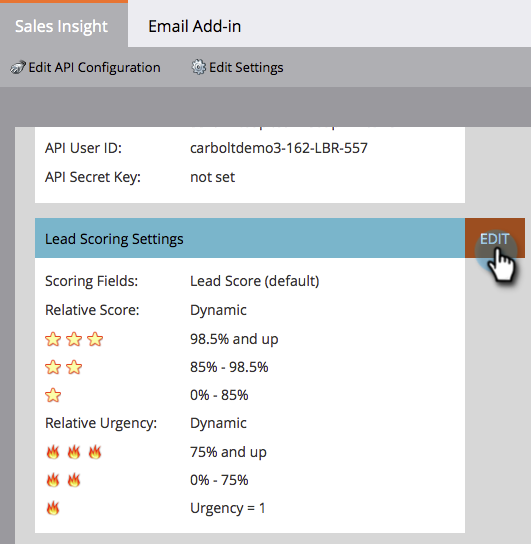 Sales Insight
Email Add-in
Edit API Configuration
Edit Settings
API User ID: carboltdemo3-162-LBR-557
API Secret Key: not set
Lead Scoring Settings
EDIT
Scoring Fields: Lead Score (default)
Relative Score: Dynamic
98.5% and up
85% - 98.5%
0% - 85%
Relative Urgency: Dynamic
75% and up
0% - 75%
Urgency = 1